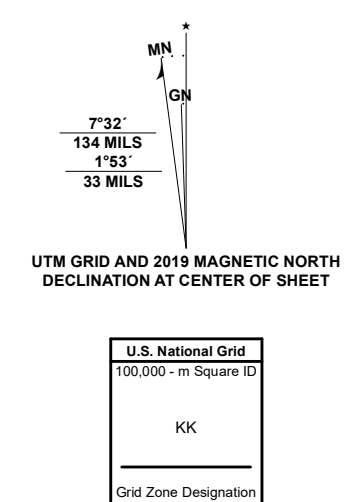 ★
MN
GN
7°32´
134 MILS
1°53´
33 MILS
UTM GRID AND 2019 MAGNETIC NORTH
DECLINATION AT CENTER OF SHEET
U.S. National Grid
100,000 - m Square ID
KK
Grid Zone Designation